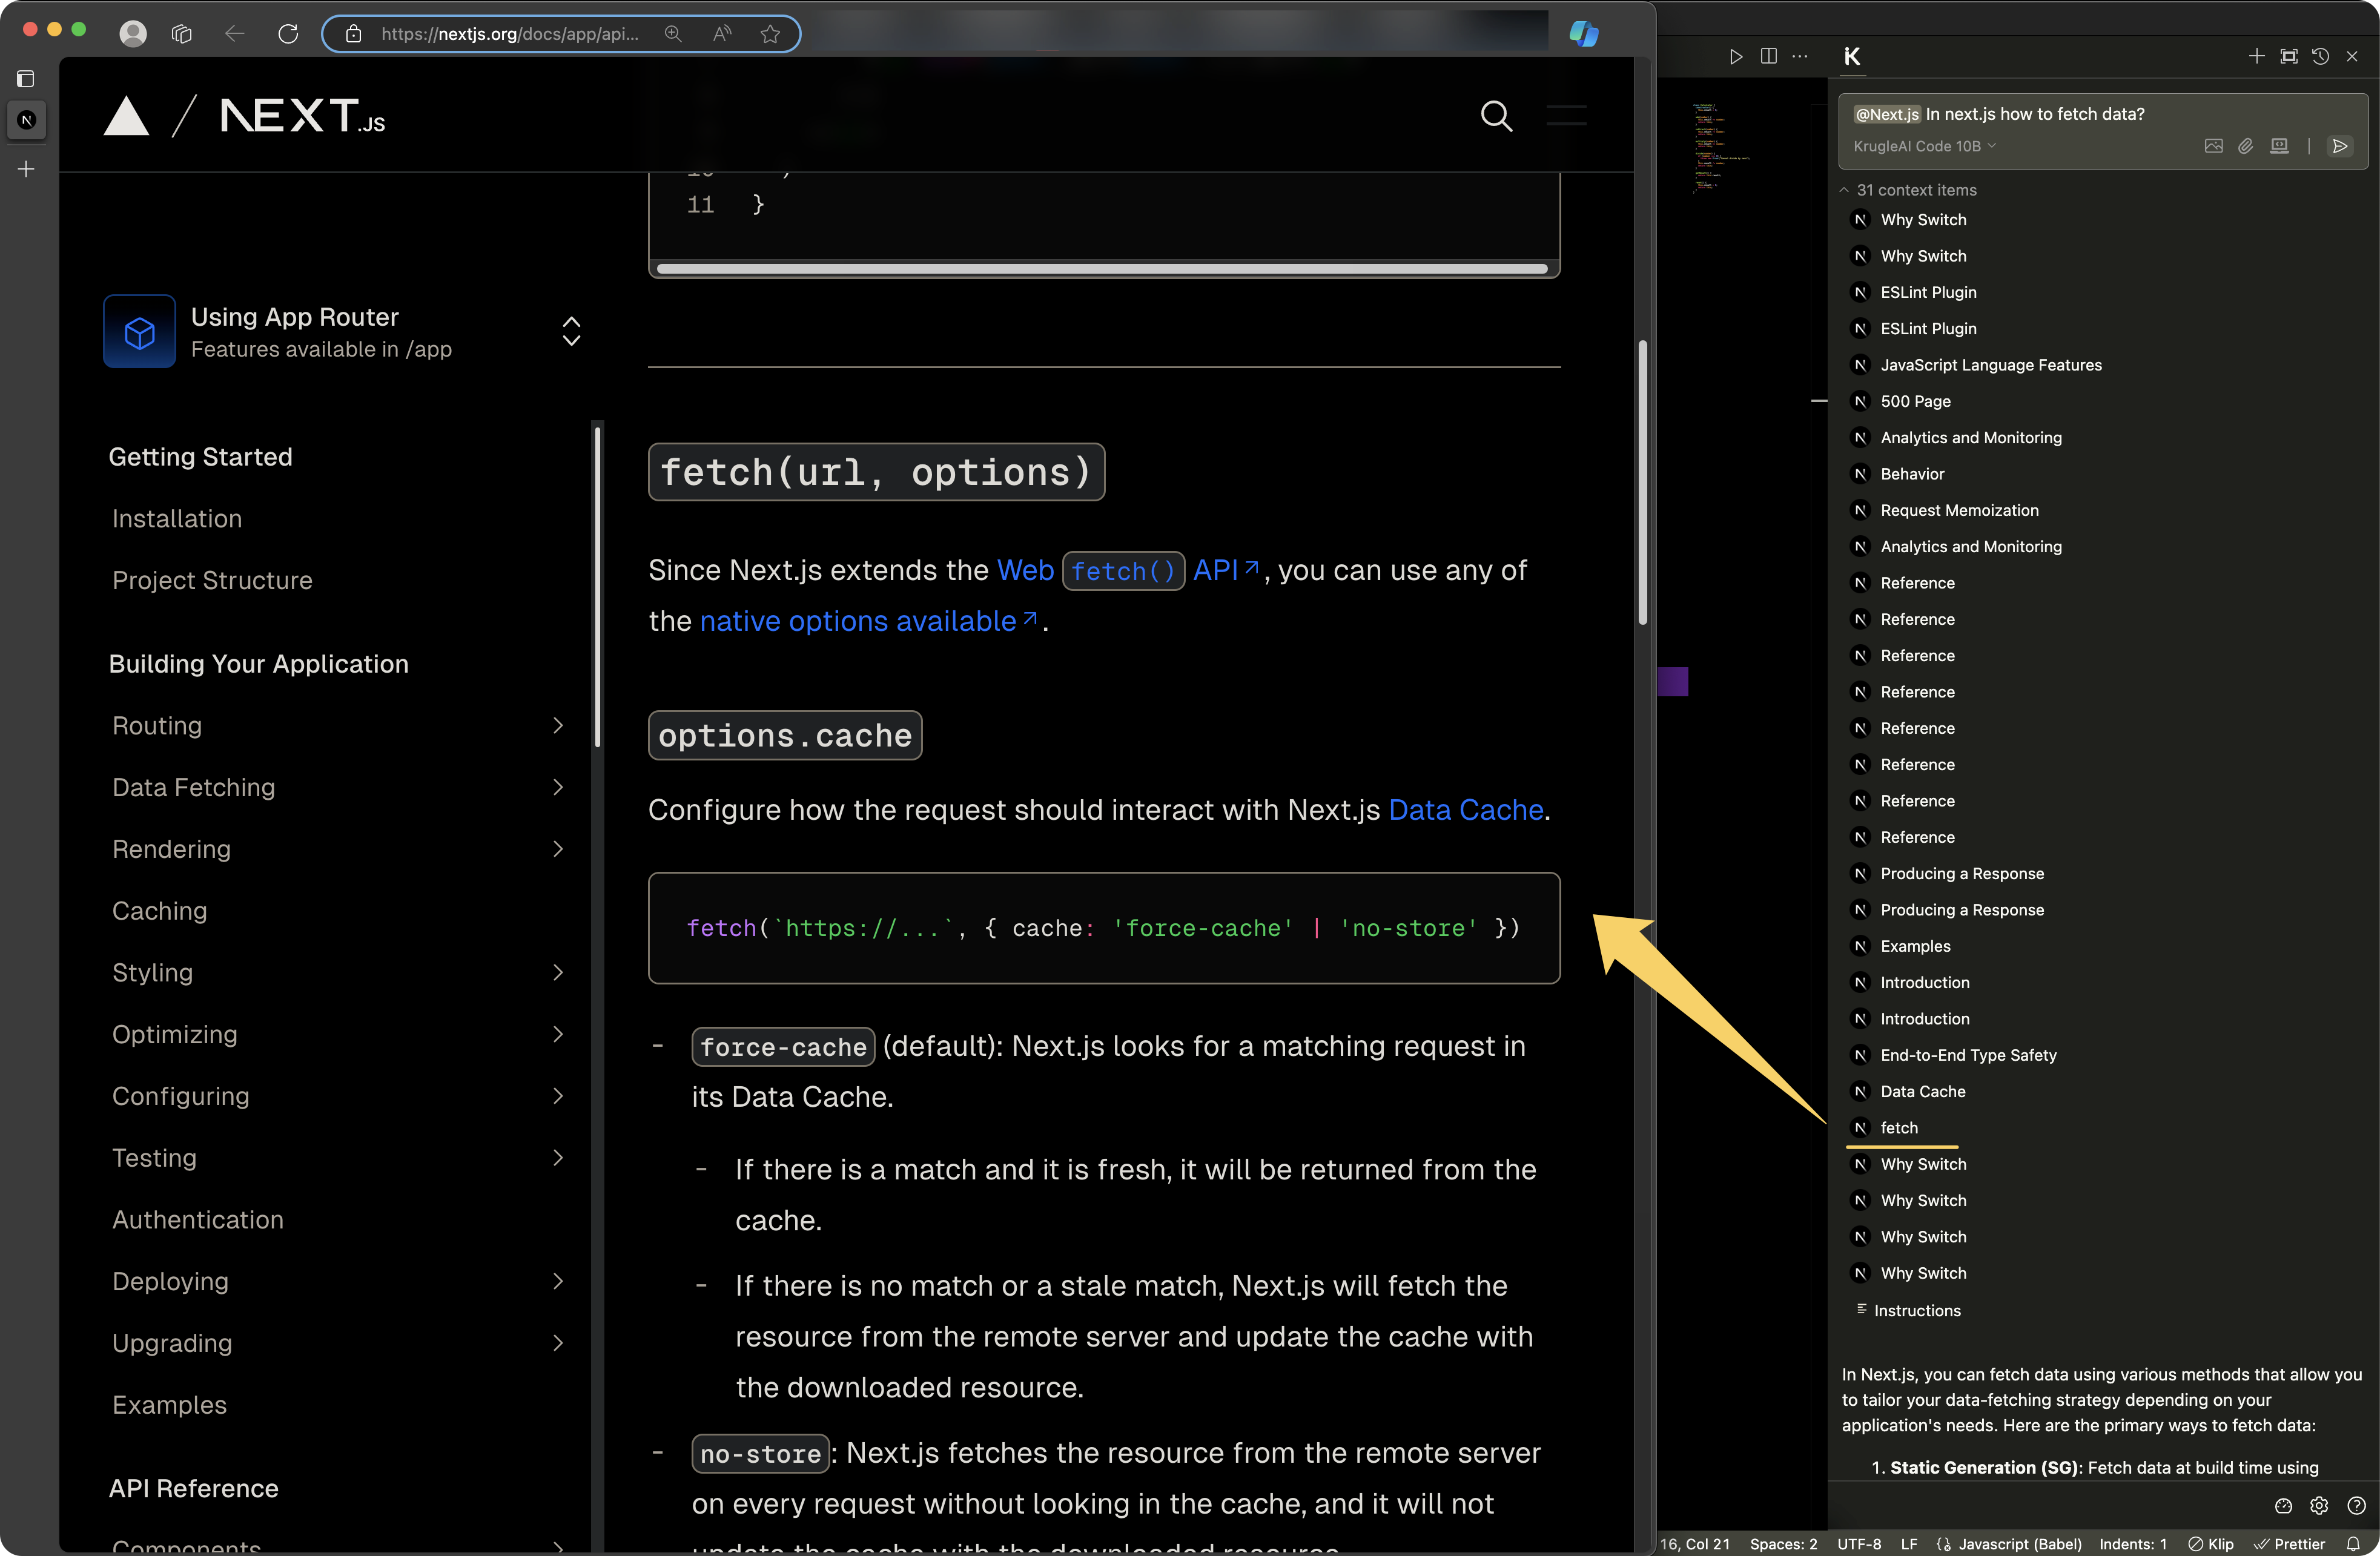 https://nextjs.org/docs/app/api...
NEXT.JS
Using App Router
Features available in /app
Getting Started
Installation
Project Structure
Building Your Application
Routing
Data Fetching
Rendering
Caching
Styling
Optimizing
Configuring
Testing
Authentication
Deploying
Upgrading
Examples
API Reference
Components
11 }
fetch(url, options)
Since Next.js extends the Web fetch() API, you can use any of
the native options available.
options.cache
Configure how the request should interact with Next.js Data Cache.
fetch(`https://...`, { cache: 'force-cache' | 'no-store' })
- force-cache (default): Next.js looks for a matching request in
its Data Cache.
- If there is a match and it is fresh, it will be returned from the
cache.
- If there is no match or a stale match, Next.js will fetch the
resource from the remote server and update the cache with
the downloaded resource.
- no-store: Next.js fetches the resource from the remote server
on every request without looking in the cache, and it will not
update the cache with the downloaded resource.
K
@Next.js In next.js how to fetch data?
KrugleAI Code 10B
31 context items
Why Switch
Why Switch
ESLint Plugin
ESLint Plugin
JavaScript Language Features
500 Page
Analytics and Monitoring
Behavior
Request Memoization
Analytics and Monitoring
Reference
Reference
Reference
Reference
Reference
Reference
Reference
Reference
Producing a Response
Producing a Response
Examples
Introduction
Introduction
End-to-End Type Safety
Data Cache
fetch
Why Switch
Why Switch
Why Switch
Why Switch
Instructions
In Next.js, you can fetch data using various methods that allow you
to tailor your data-fetching strategy depending on your
application's needs. Here are the primary ways to fetch data:
1. Static Generation (SG): Fetch data at build time using
16, Col 21 Spaces: 2 UTF-8 LF Javascript (Babel) Indents: 1 Klip Prettier